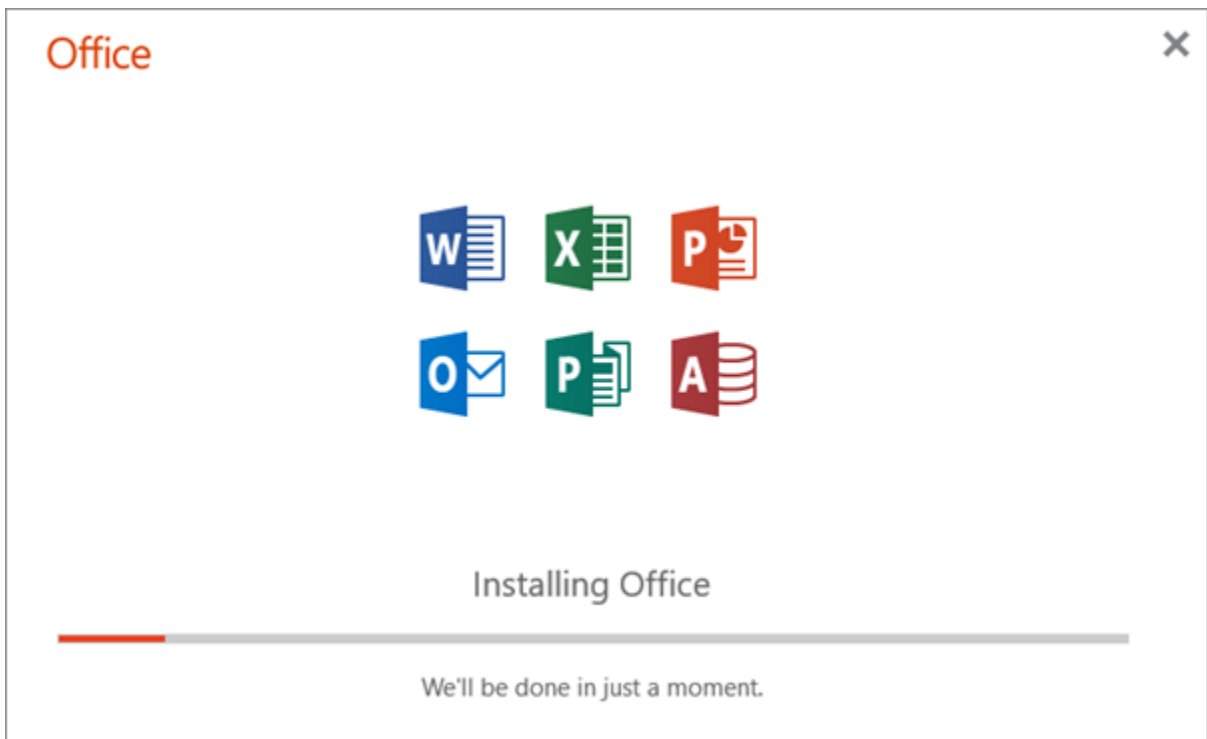 Office
W X P
O P A
Installing Office
We'll be done in just a moment.